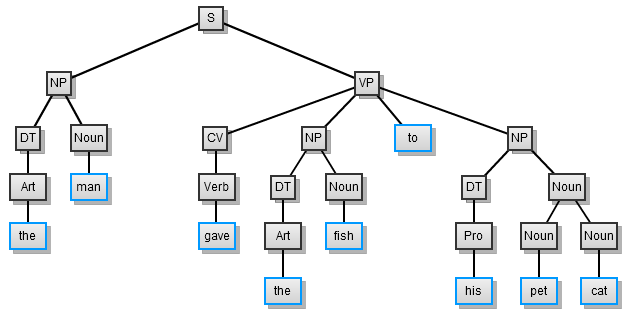 S
NP VP
DT Noun CV NP to NP
Art man Verb DT Noun DT Noun
the gave Art fish Pro Noun Noun
the his pet cat